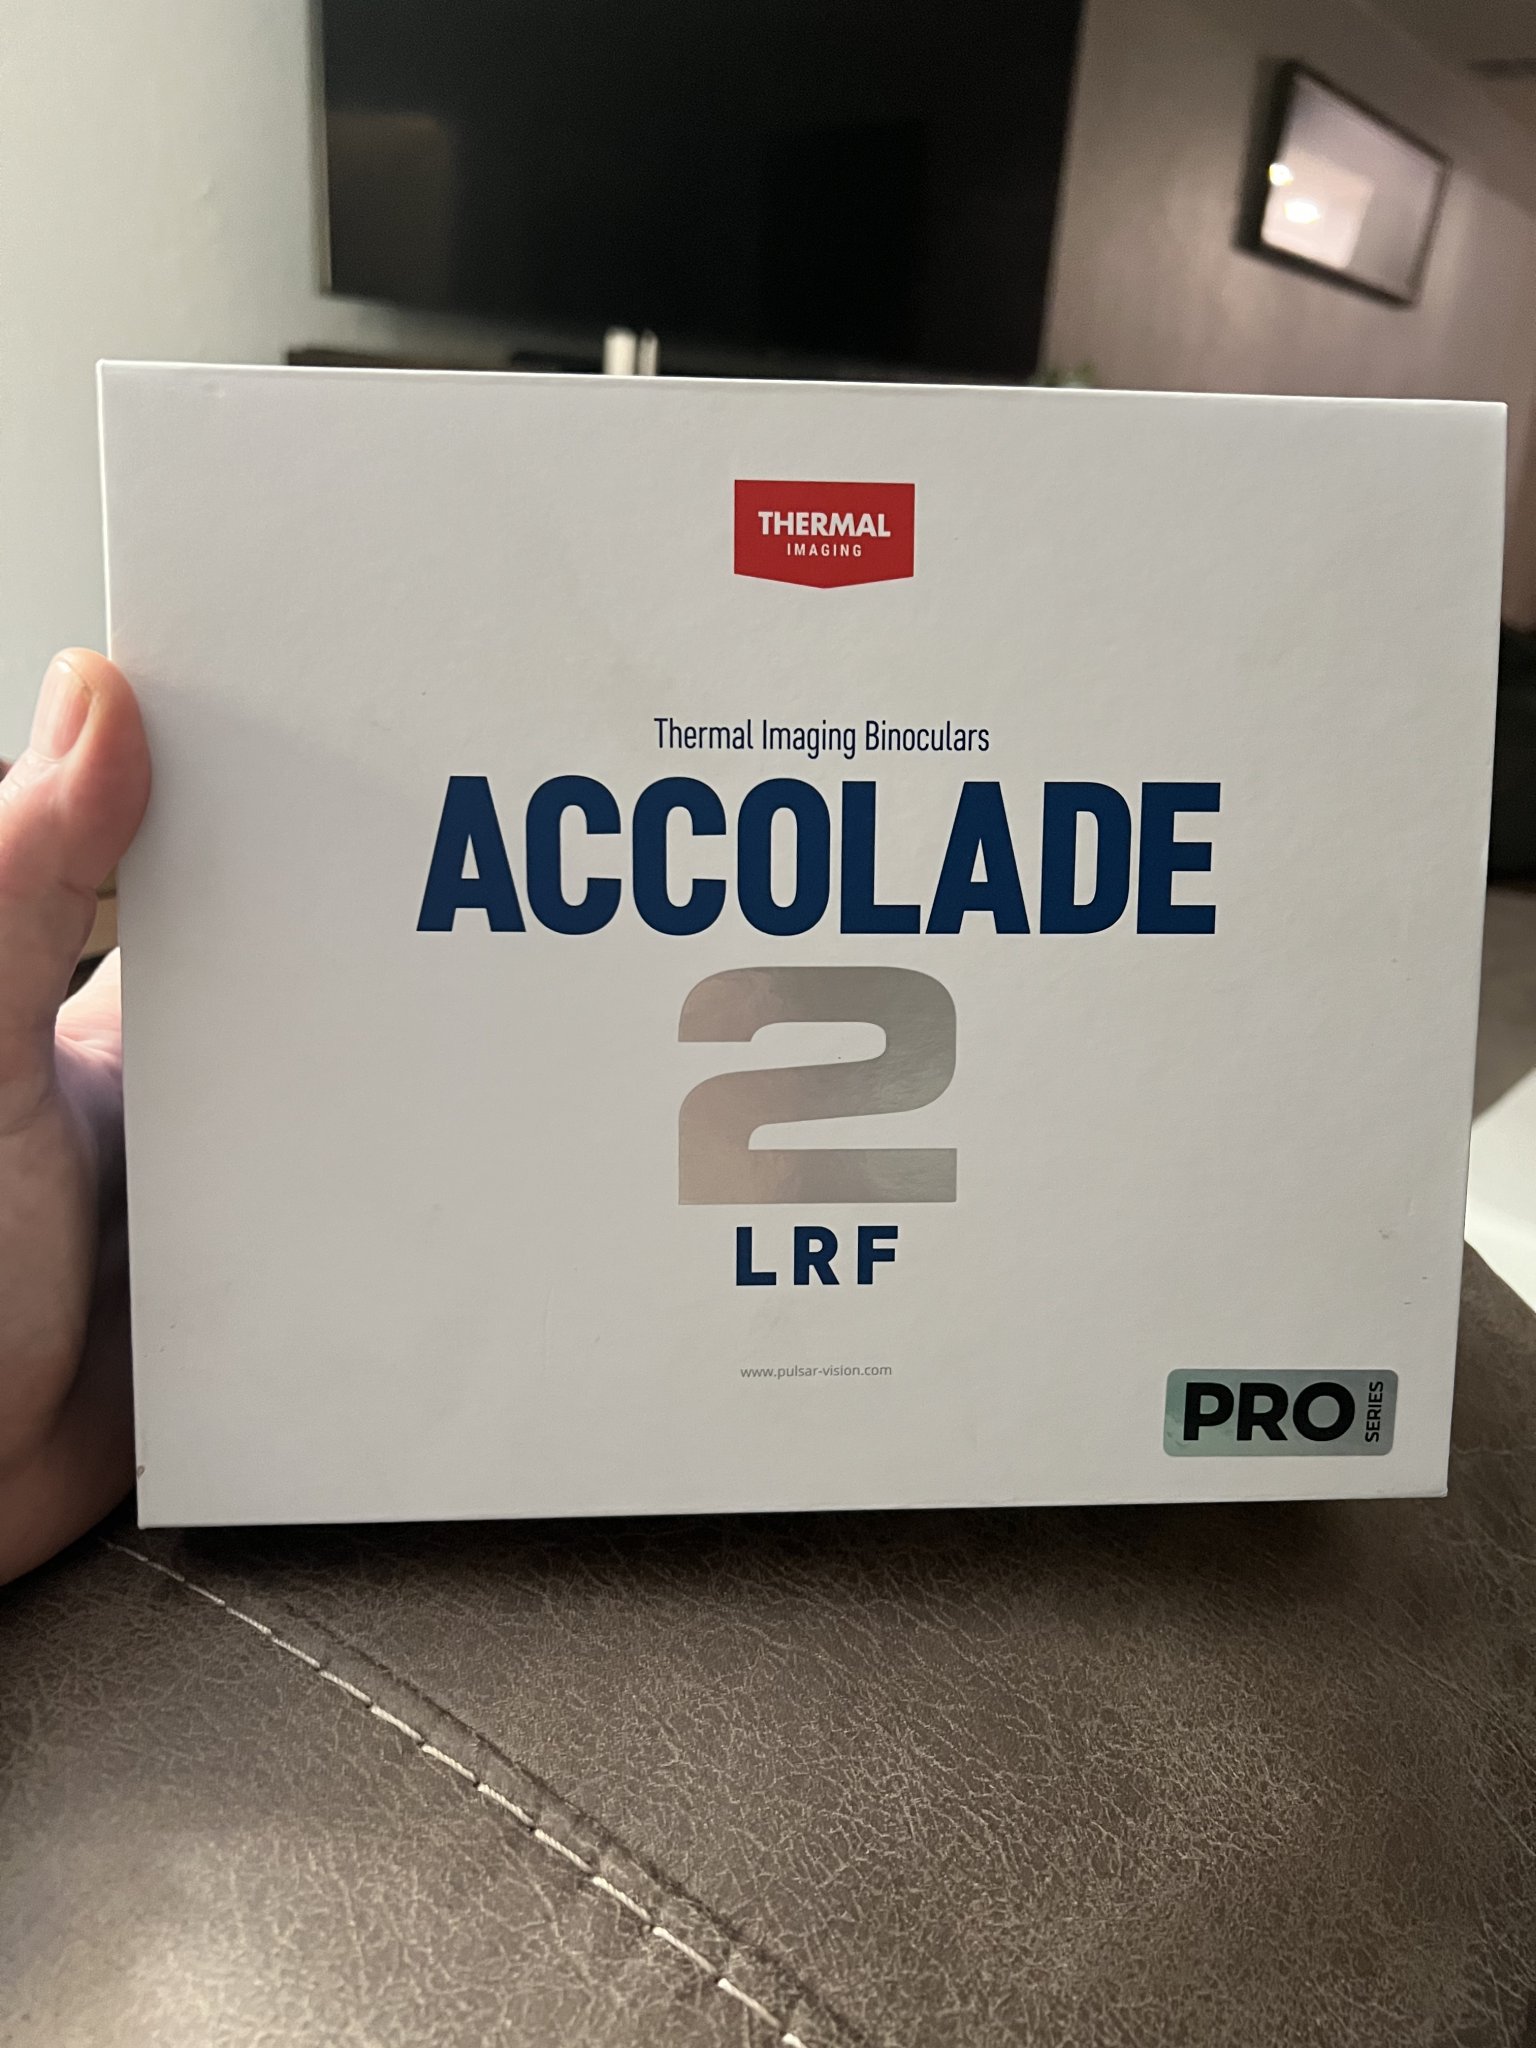 THERMAL
IMAGING
Thermal Imaging Binoculars
ACCOLADE
2
LRF
www.pulsar-vision.com
PRO SERIES